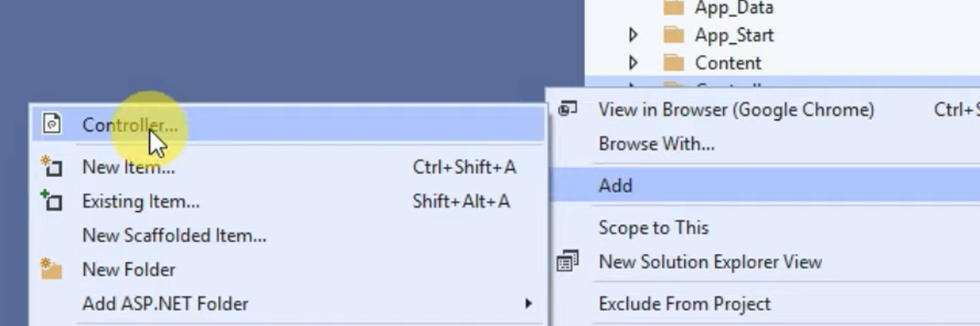 App_Data
App_Start
Content
Controller...
New Item... Ctrl+Shift+A
Existing Item... Shift+Alt+A
New Scaffolded Item...
New Folder
Add ASP.NET Folder
View in Browser (Google Chrome)
Browse With...
Add
Scope to This
New Solution Explorer View
Exclude From Project